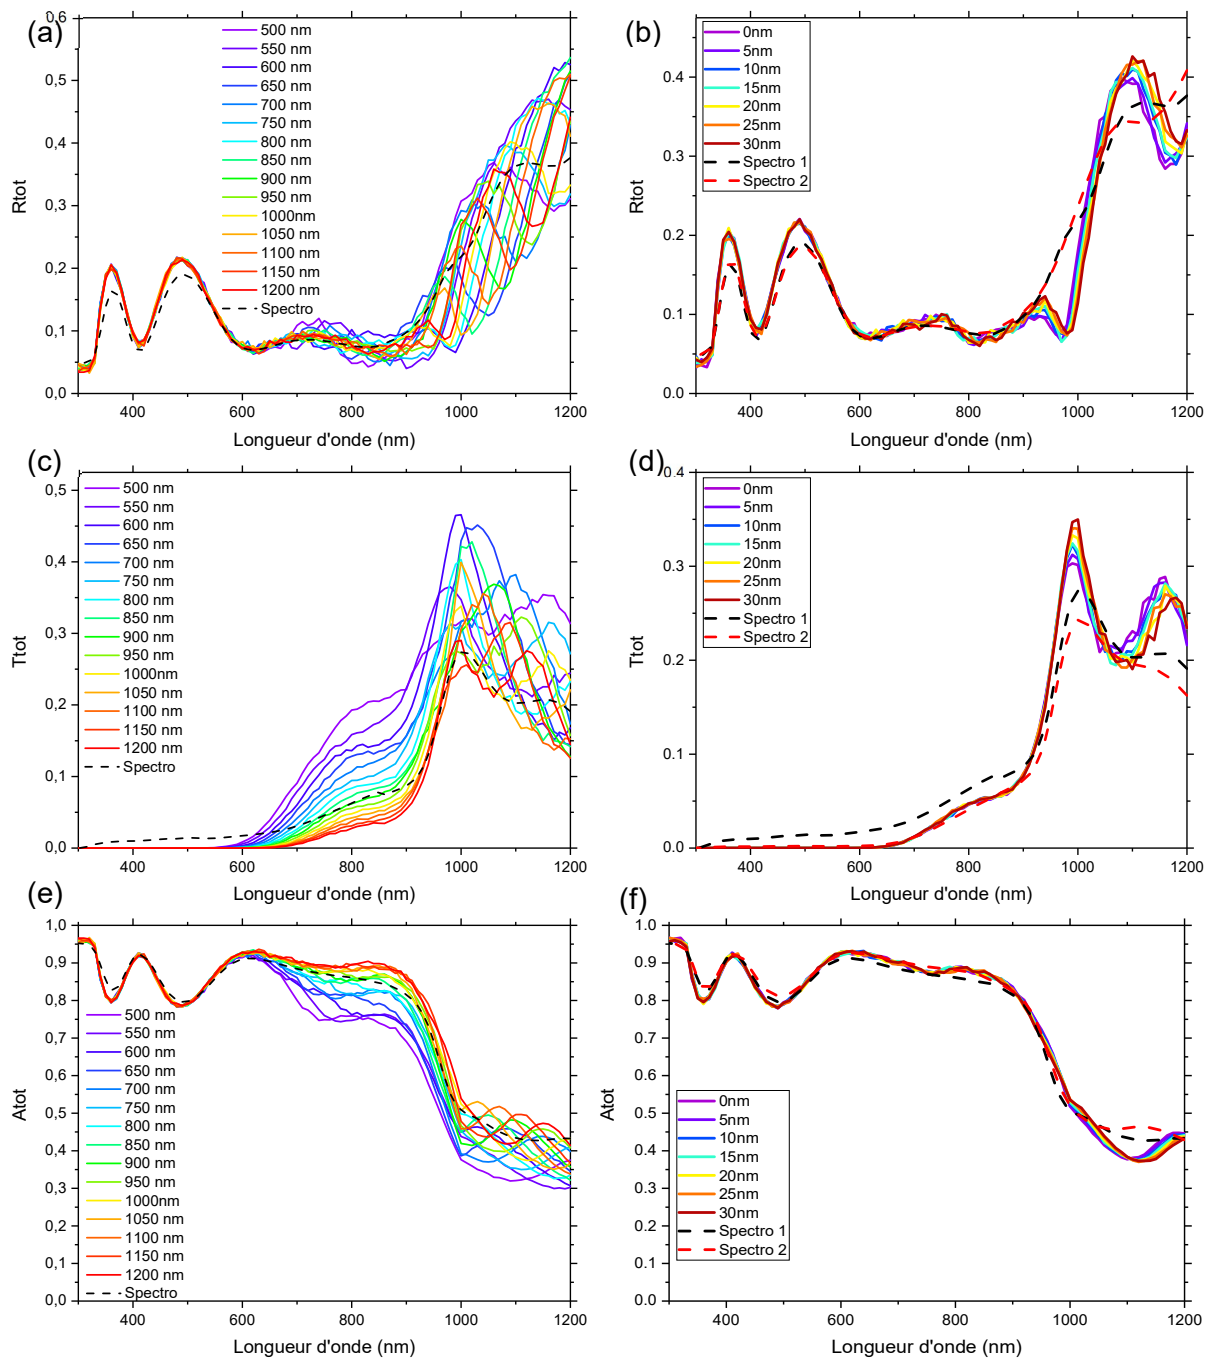 (a)
0,6
0,5
0,4
0,3
0,2
0,1
0,0
Rtot
500 nm
550 nm
600 nm
650 nm
700 nm
750 nm
800 nm
850 nm
900 nm
950 nm
1000nm
1050 nm
1100 nm
1150 nm
1200 nm
Spectro
400 600 800 1000 1200
Longueur d'onde (nm)
(b)
0.4
0.3
0.2
0.1
0.0
Rtot
0nm
5nm
10nm
15nm
20nm
25nm
30nm
Spectro 1
Spectro 2
400 600 800 1000 1200
Longueur d'onde (nm)
(c)
0,5
0,4
0,3
0,2
0,1
0,0
Ttot
500 nm
550 nm
600 nm
650 nm
700 nm
750 nm
800 nm
850 nm
900 nm
950 nm
1000nm
1050 nm
1100 nm
1150 nm
1200 nm
Spectro
400 600 800 1000 1200
Longueur d'onde (nm)
(d)
0.4
0.3
0.2
0.1
0.0
Ttot
0nm
5nm
10nm
15nm
20nm
25nm
30nm
Spectro 1
Spectro 2
400 600 800 1000 1200
Longueur d'onde (nm)
(e)
1,0
0,9
0,8
0,7
0,6
0,5
0,4
0,3
0,2
0,1
0,0
Atot
500 nm
550 nm
600 nm
650 nm
700 nm
750 nm
800 nm
850 nm
900 nm
950 nm
1000nm
1050 nm
1100 nm
1150 nm
1200 nm
Spectro
400 600 800 1000 1200
Longueur d'onde (nm)
(f)
1.0
0.9
0.8
0.7
0.6
0.5
0.4
0.3
0.2
0.1
0.0
Atot
0nm
5nm
10nm
15nm
20nm
25nm
30nm
Spectro 1
Spectro 2
400 600 800 1000 1200
Longueur d'onde (nm)